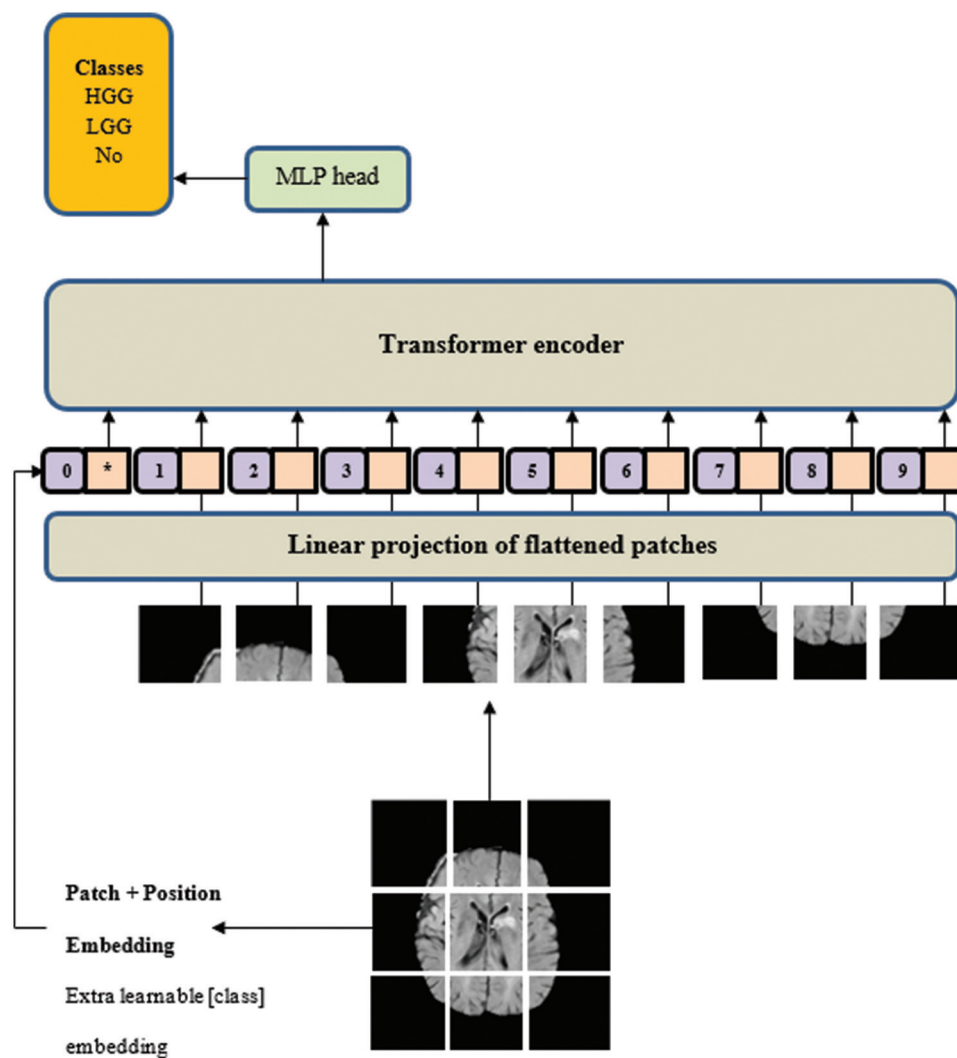 Classes
HGG
LGG
No
MLP head
Transformer encoder
0 * 1 2 3 4 5 6 7 8 9
Linear projection of flattened patches
Patch + Position
Embedding
Extra learnable [class]
embedding